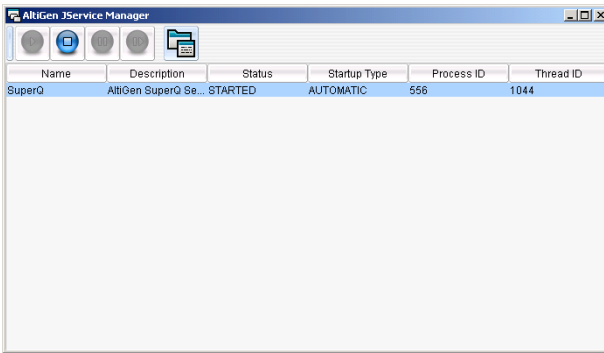 AltiGen JService Manager
Name Description Status Startup Type Process ID Thread ID
SuperQ AltiGen SuperQ Se... STARTED AUTOMATIC 556 1044